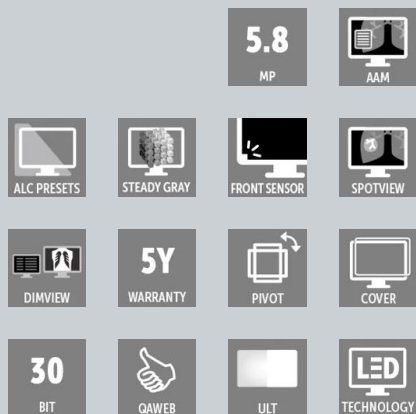 5.8
MP
AAM
ALC PRESETS
STEADY GRAY
FRONT SENSOR
SPOTVIEW
DIMVIEW
5Y
WARRANTY
PIVOT
COVER
30
BIT
QAWEB
ULT
LED
TECHNOLOGY